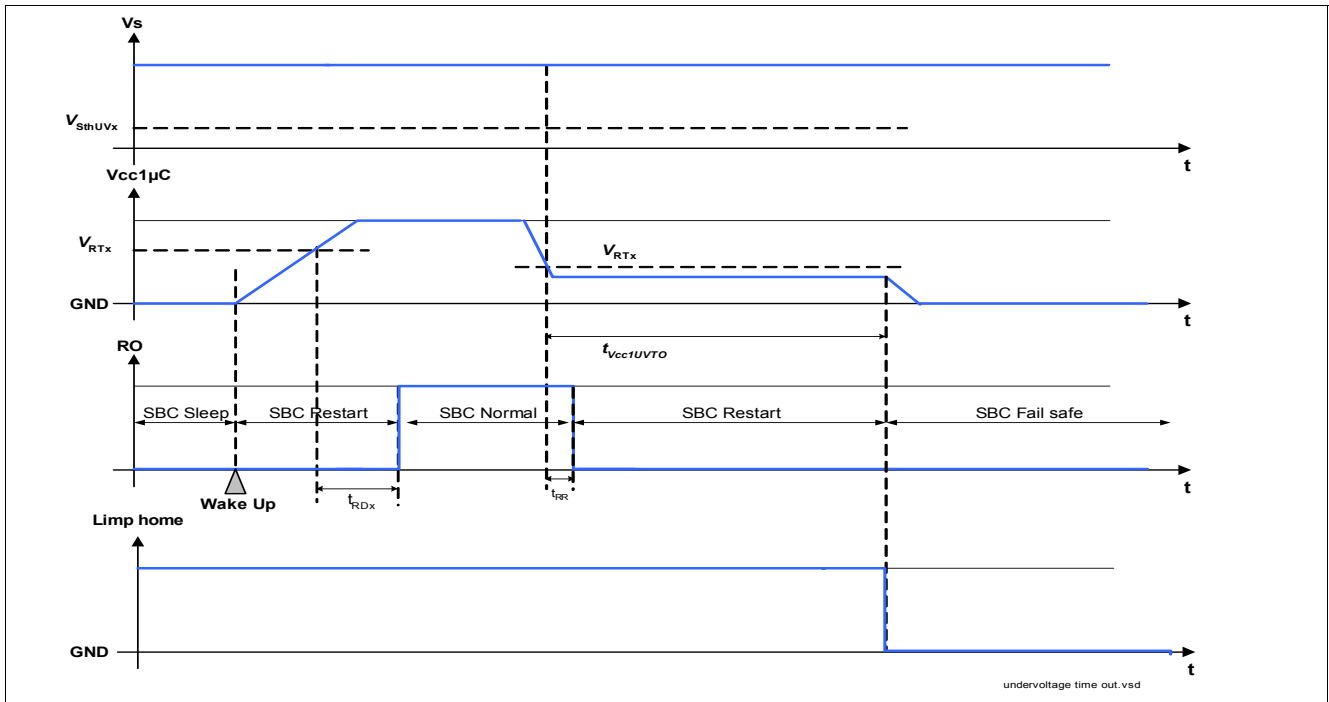 Vs
VSthUVx
t
Vcc1µC
VRTx
VRTx
GND
t
tVcc1UVTO
RO
SBC Sleep
SBC Restart
SBC Normal
SBC Restart
SBC Fail safe
t
Wake Up
tRDx
tRR
Limp home
GND
t
undervoltage time out.vsd